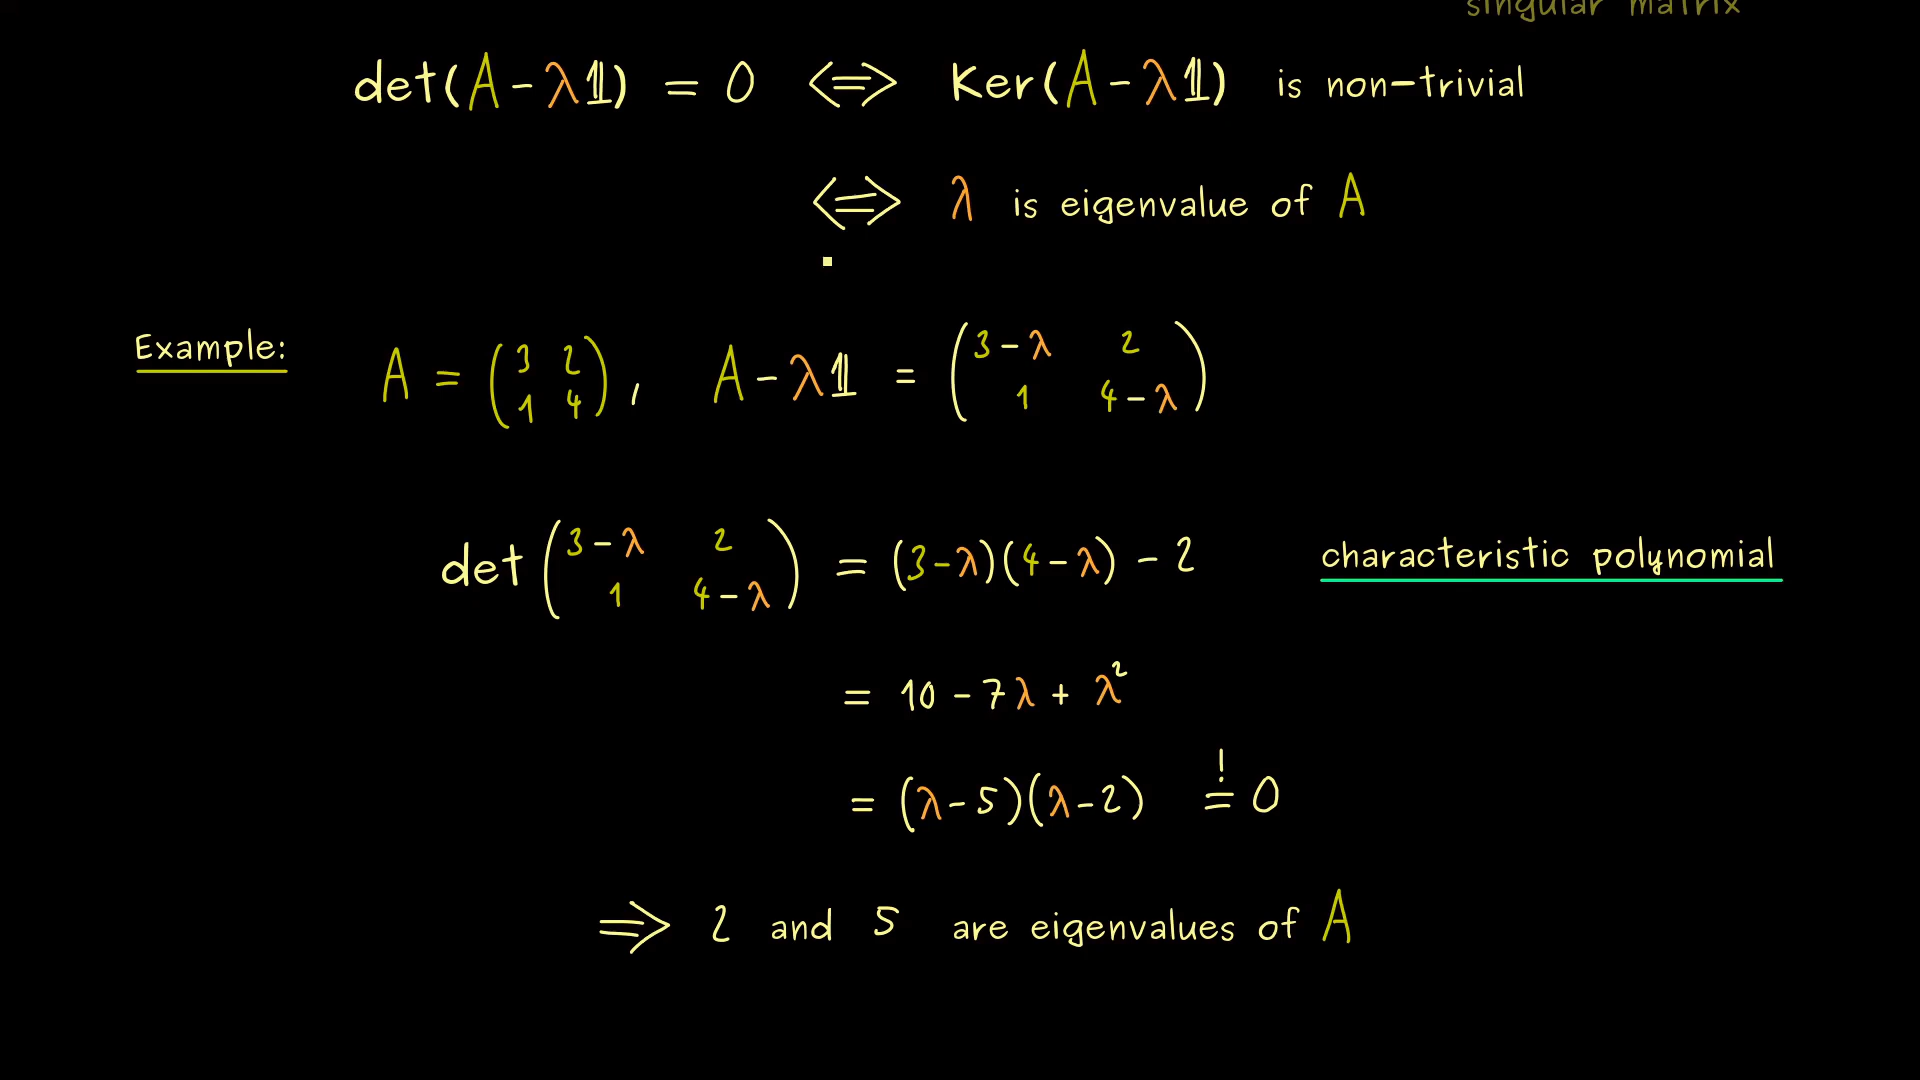 singular matrix
det(A - λ𝟙) = 0 ⟺ Ker(A - λ𝟙) is non-trivial
⟺ λ is eigenvalue of A
Example: A = (3 2; 1 4), A - λ𝟙 = (3-λ 2; 1 4-λ)
det(3-λ 2; 1 4-λ) = (3-λ)(4-λ) - 2 characteristic polynomial
= 10 - 7λ + λ²
= (λ-5)(λ-2) =! 0
⟹ 2 and 5 are eigenvalues of A